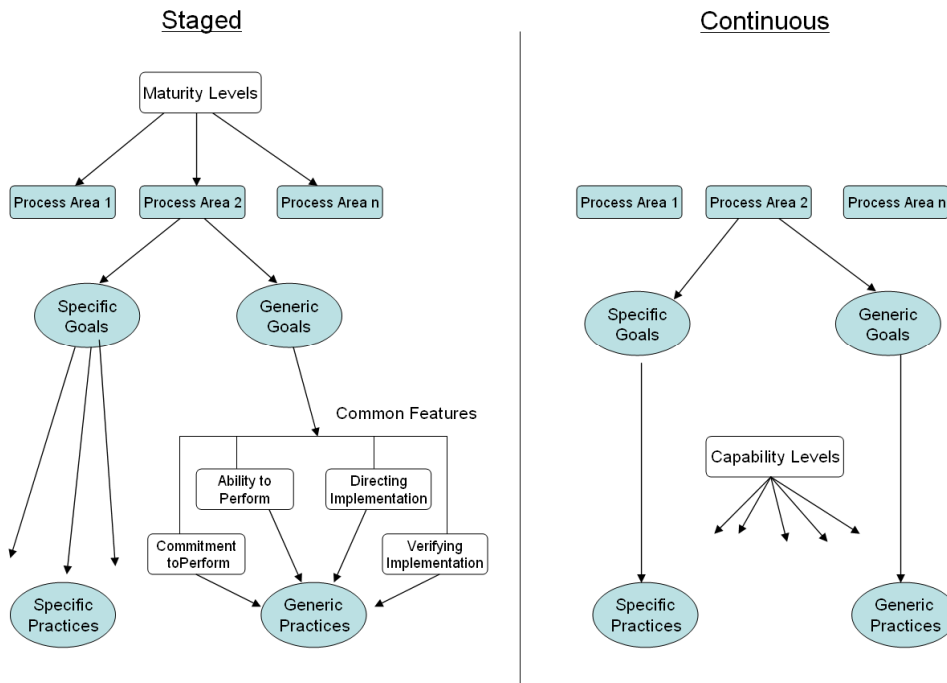 Staged
Continuous
Maturity Levels
Process Area 1
Process Area 2
Process Area n
Specific
Goals
Generic
Goals
Common Features
Ability to
Perform
Directing
Implementation
Commitment
toPerform
Verifying
Implementation
Specific
Practices
Generic
Practices
Process Area 1
Process Area 2
Process Area n
Specific
Goals
Generic Goals
Capability Levels
Specific
Practices
Generic
Practices